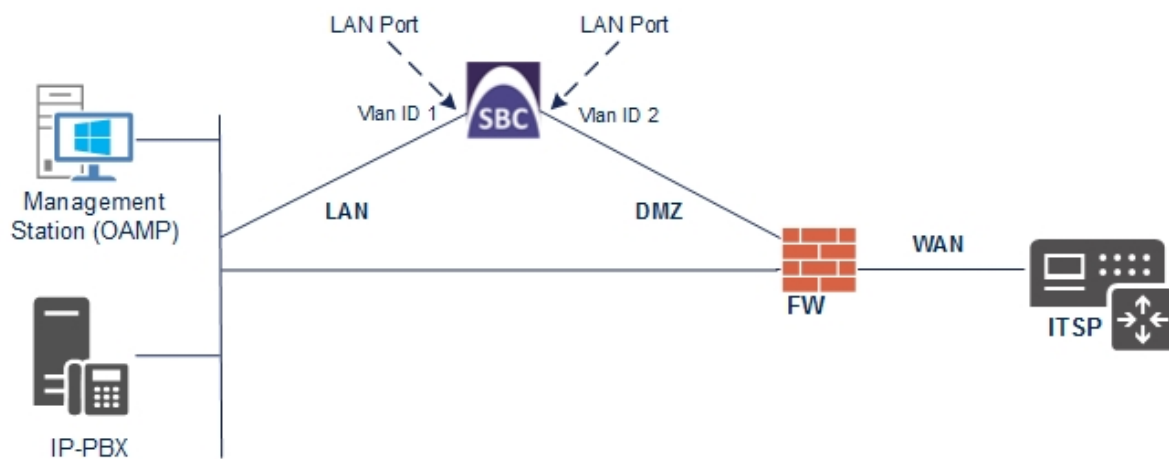 LAN Port
LAN Port
Vlan ID 1
SBC
Vlan ID 2
Management
Station (OAMP)
LAN
DMZ
WAN
FW
ITSP
IP-PBX